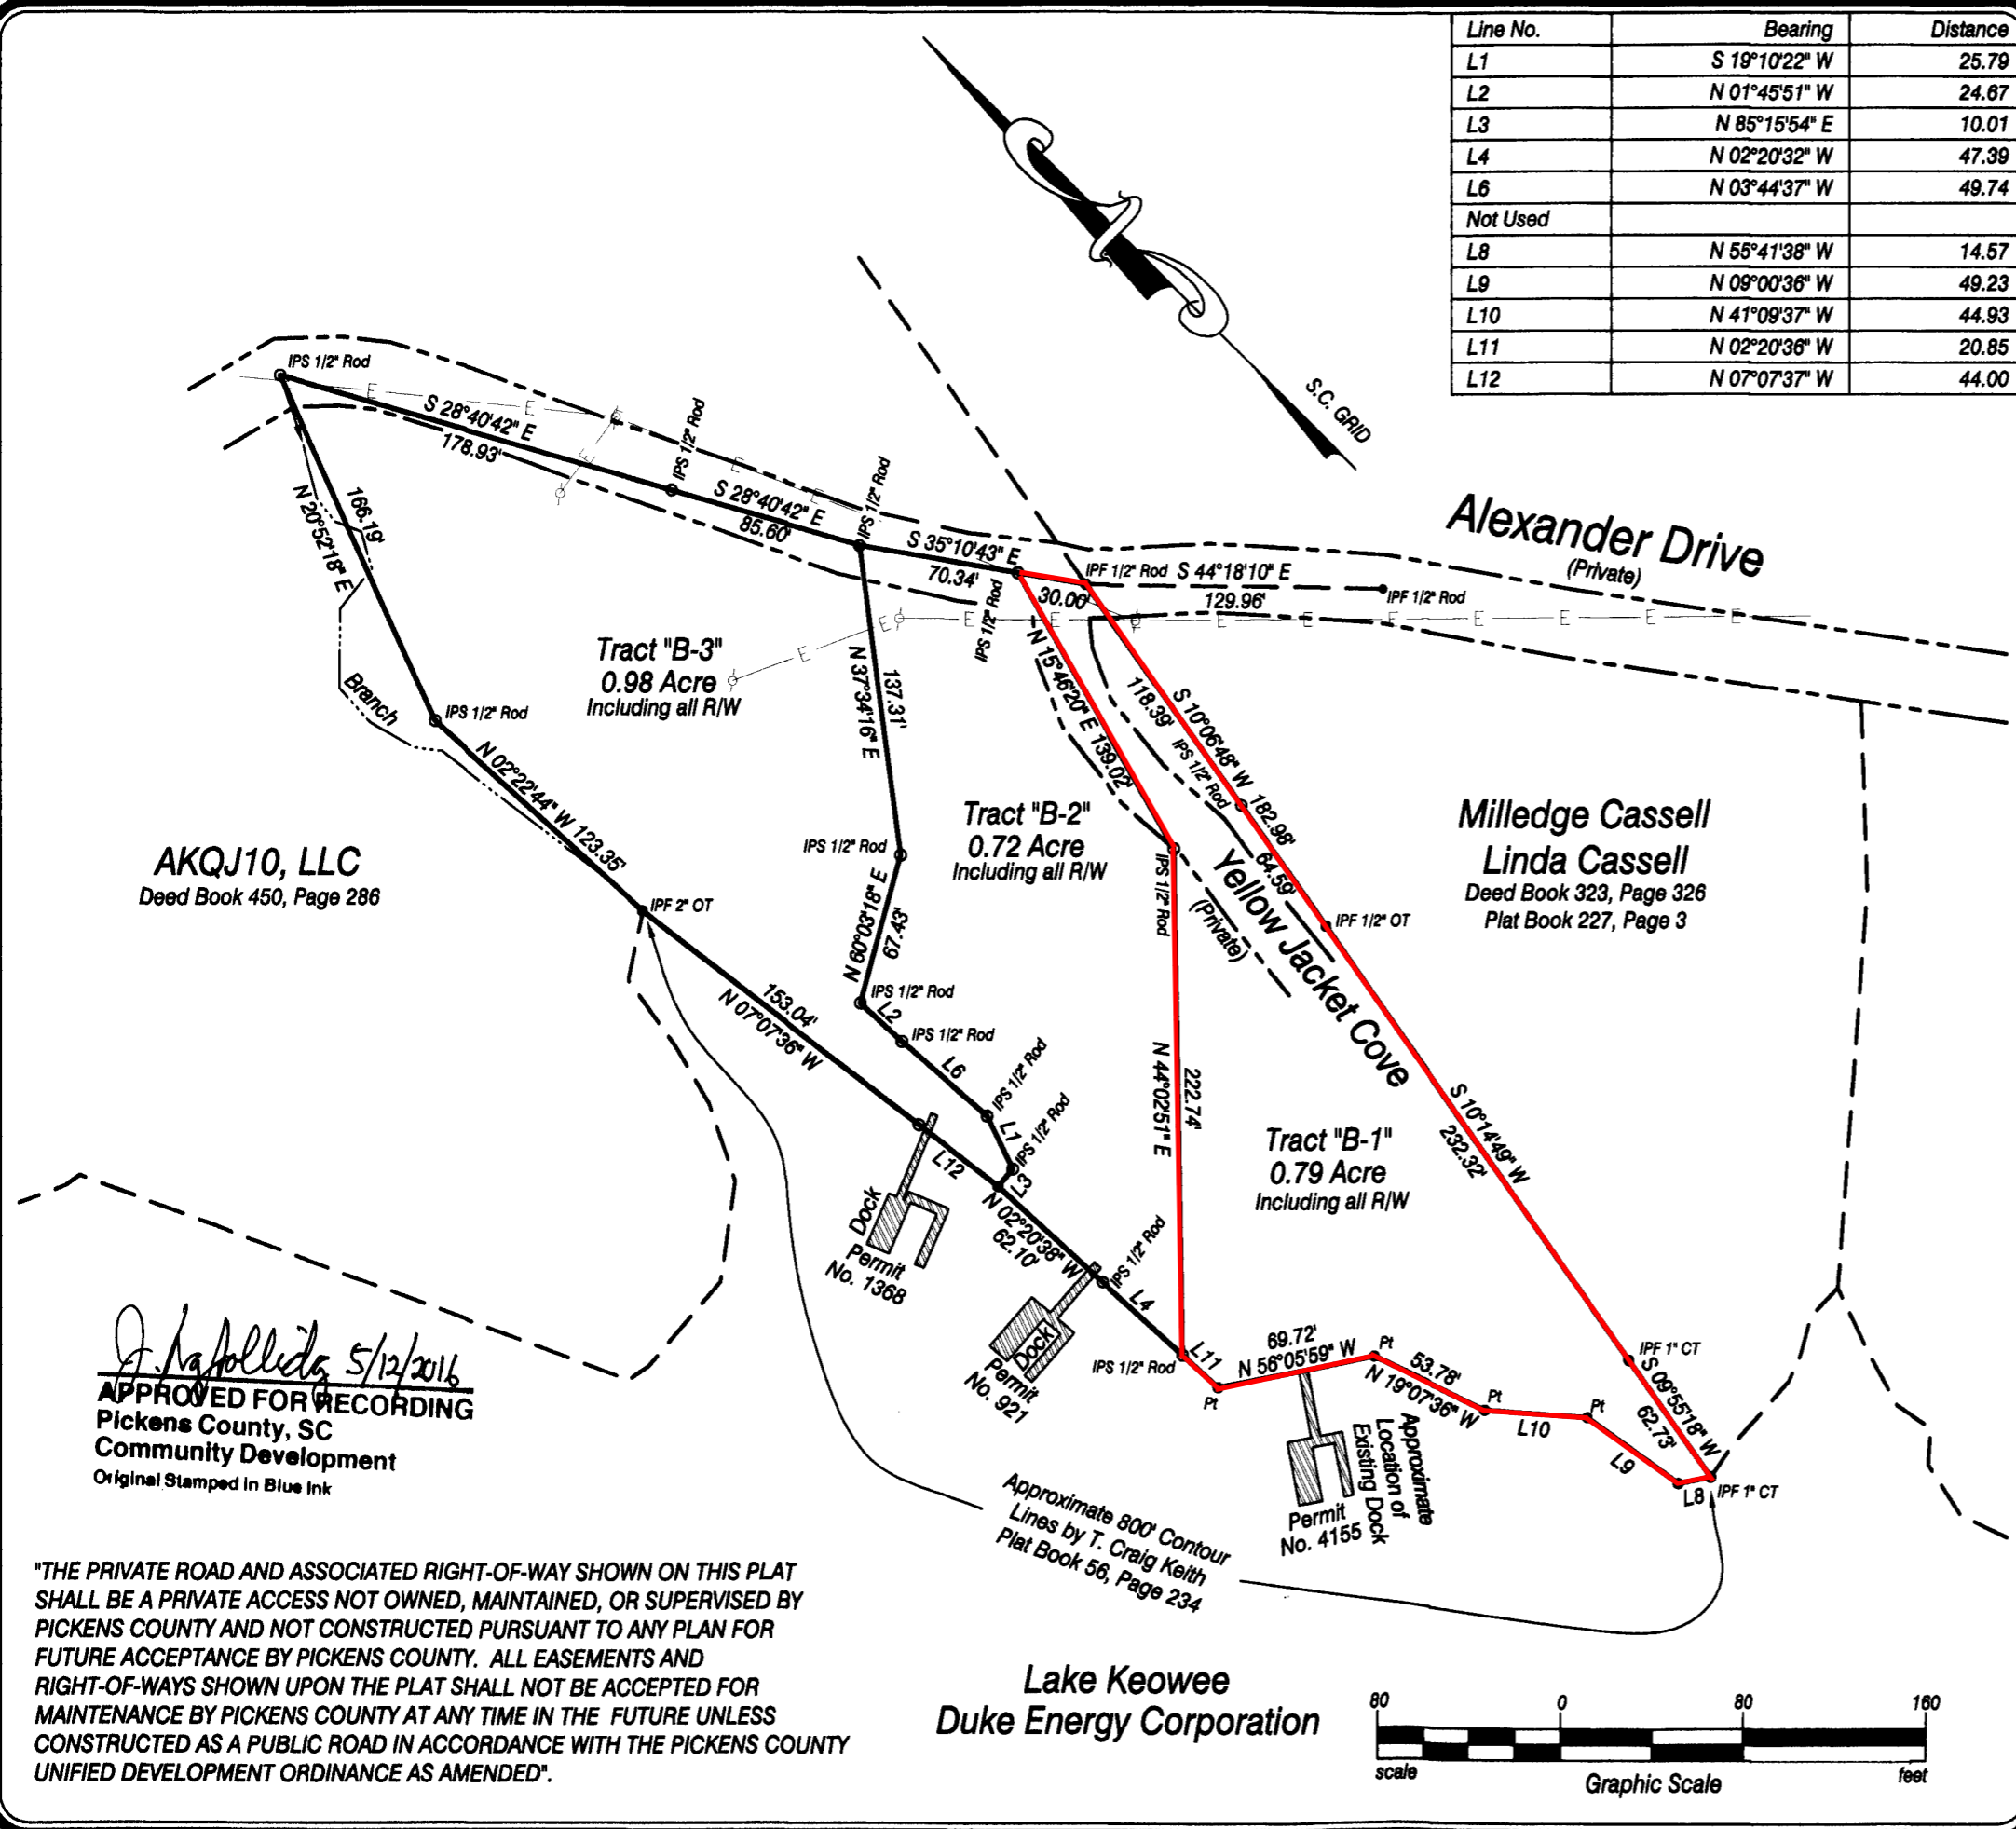 Line No. Bearing Distance
L1 S 19°10'22" W 25.79
L2 N 01°45'51" W 24.67
L3 N 85°15'54" E 10.01
L4 N 02°20'32" W 47.39
L6 N 03°44'37" W 49.74
Not Used
L8 N 55°41'38" W 14.57
L9 N 09°00'36" W 49.23
L10 N 41°09'37" W 44.93
L11 N 02°20'36" W 20.85
L12 N 07°07'37" W 44.00
S.C. GRID
IPS 1/2" Rod
E
E
S 28°40'42" E
178.93'
E
IPS 1/2" Rod
E
S 28°40'42" E
85.60'
E
IPS 1/2" Rod
S 35°10'43" E
70.34'
IPS 1/2" Rod
30.00'
IPF 1/2" Rod
S 44°18'10" E
129.96'
IPF 1/2" Rod
Alexander Drive
(Private)
E
E
E
E
E
E
E
E
E
E
166.19'
N 20°52'18" E
Branch
IPS 1/2" Rod
Tract "B-3"
0.98 Acre
Including all R/W
137.31'
N 37°34'16" E
N 15°46'20" E 139.02'
118.39'
IPS 1/2" Rod
S 10°06'48" W 182.98'
64.59'
N 02°22'44" W 123.35'
Tract "B-2"
0.72 Acre
Including all R/W
IPS 1/2" Rod
IPS 1/2" Rod
Yellow Jacket Cove
(Private)
Milledge Cassell
Linda Cassell
Deed Book 323, Page 326
Plat Book 227, Page 3
AKQJ10, LLC
Deed Book 450, Page 286
IPF 2" OT
IPF 1/2" OT
N 60°03'18" E
67.43'
IPS 1/2" Rod
L2
IPS 1/2" Rod
L6
IPS 1/2" Rod
L1
IPS 1/2" Rod
L3
153.04'
N 07°07'36" W
L12
Dock
Permit
No. 1368
N 02°20'38" W
62.10'
IPS 1/2" Rod
L4
Dock
Permit
No. 921
222.74'
N 44°02'51" E
Tract "B-1"
0.79 Acre
Including all R/W
S 10°14'49" W
232.32'
IPS 1/2" Rod
L11
Pt
69.72'
N 56°05'59" W
Pt
53.78'
N 19°07'36" W
Pt
L10
Pt
L9
L8
IPF 1" CT
S 09°55'18" W
62.73'
IPF 1" CT
Approximate
Location of
Existing Dock
Permit
No. 4155
Approximate 800' Contour
Lines by T. Craig Keith
Plat Book 56, Page 234
5/12/2016
APPROVED FOR RECORDING
Pickens County, SC
Community Development
Original Stamped in Blue Ink
"THE PRIVATE ROAD AND ASSOCIATED RIGHT-OF-WAY SHOWN ON THIS PLAT
SHALL BE A PRIVATE ACCESS NOT OWNED, MAINTAINED, OR SUPERVISED BY
PICKENS COUNTY AND NOT CONSTRUCTED PURSUANT TO ANY PLAN FOR
FUTURE ACCEPTANCE BY PICKENS COUNTY. ALL EASEMENTS AND
RIGHT-OF-WAYS SHOWN UPON THE PLAT SHALL NOT BE ACCEPTED FOR
MAINTENANCE BY PICKENS COUNTY AT ANY TIME IN THE FUTURE UNLESS
CONSTRUCTED AS A PUBLIC ROAD IN ACCORDANCE WITH THE PICKENS COUNTY
UNIFIED DEVELOPMENT ORDINANCE AS AMENDED".
Lake Keowee
Duke Energy Corporation
80 0 80 160
scale
Graphic Scale
feet